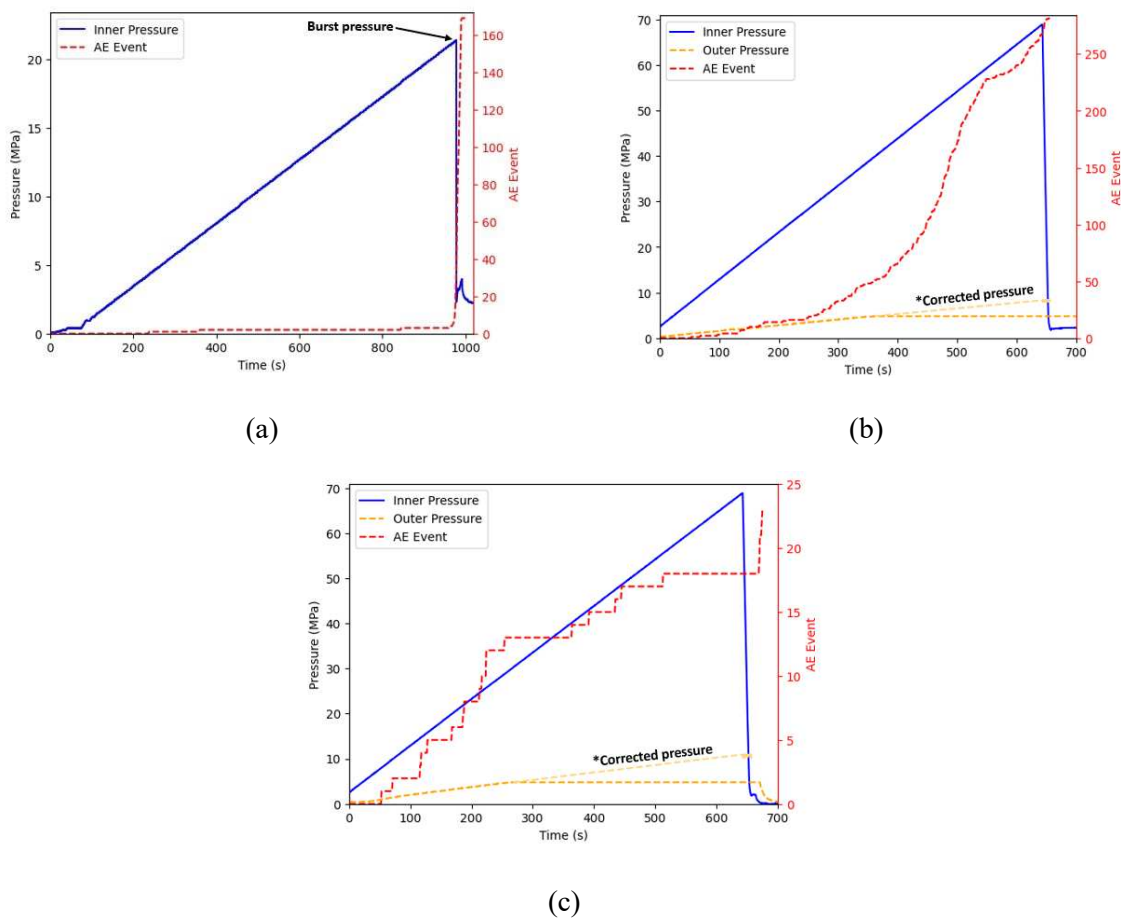 Inner Pressure
AE Event
Burst pressure
Pressure (MPa)
0
5
10
15
20
0
20
40
60
80
100
120
140
160
AE Event
0
200
400
600
800
1000
Time (s)
(a)
Inner Pressure
Outer Pressure
AE Event
*Corrected pressure
Pressure (MPa)
0
10
20
30
40
50
60
70
0
50
100
150
200
250
AE Event
0
100
200
300
400
500
600
700
Time (s)
(b)
Inner Pressure
Outer Pressure
AE Event
*Corrected pressure
Pressure (MPa)
0
10
20
30
40
50
60
70
0
5
10
15
20
25
AE Event
0
100
200
300
400
500
600
700
Time (s)
(c)